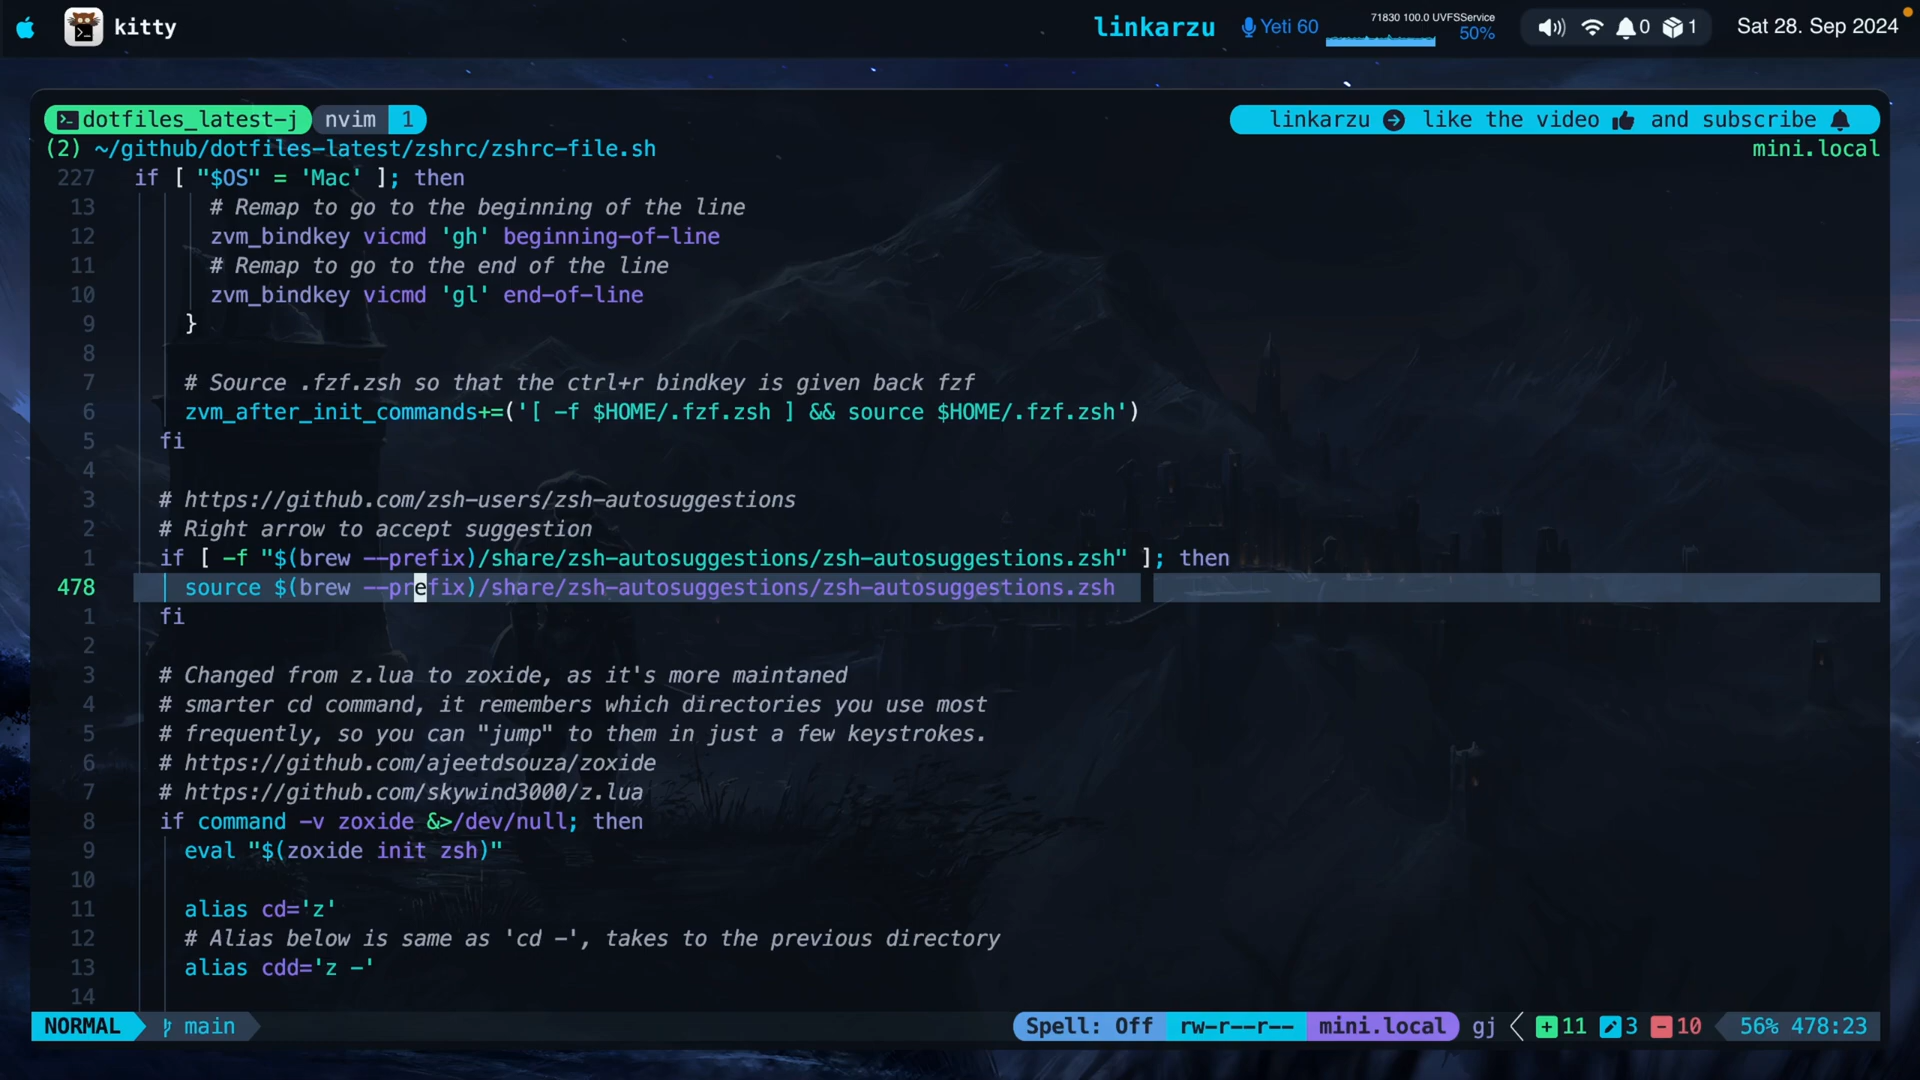 kitty
linkarzu
Yeti 60
71830 100.0 UVFSService
50%
0
1
Sat 28. Sep 2024
dotfiles_latest-j nvim 1
linkarzu like the video and subscribe
(2) ~/github/dotfiles-latest/zshrc/zshrc-file.sh
mini.local
227 if [ "$OS" = 'Mac' ]; then
13 # Remap to go to the beginning of the line
12 zvm_bindkey vicmd 'gh' beginning-of-line
11 # Remap to go to the end of the line
10 zvm_bindkey vicmd 'gl' end-of-line
9 }
8
7 # Source .fzf.zsh so that the ctrl+r bindkey is given back fzf
6 zvm_after_init_commands+=('[ -f $HOME/.fzf.zsh ] && source $HOME/.fzf.zsh')
5 fi
4
3 # https://github.com/zsh-users/zsh-autosuggestions
2 # Right arrow to accept suggestion
1 if [ -f "$(brew --prefix)/share/zsh-autosuggestions/zsh-autosuggestions.zsh" ]; then
478 source $(brew --prefix)/share/zsh-autosuggestions/zsh-autosuggestions.zsh
1 fi
2
3 # Changed from z.lua to zoxide, as it's more maintaned
4 # smarter cd command, it remembers which directories you use most
5 # frequently, so you can "jump" to them in just a few keystrokes.
6 # https://github.com/ajeetdsouza/zoxide
7 # https://github.com/skywind3000/z.lua
8 if command -v zoxide &>/dev/null; then
9 eval "$(zoxide init zsh)"
10
11 alias cd='z'
12 # Alias below is same as 'cd -', takes to the previous directory
13 alias cdd='z -'
14
NORMAL main
Spell: Off rw-r--r-- mini.local gj +11 3 -10 56% 478:23